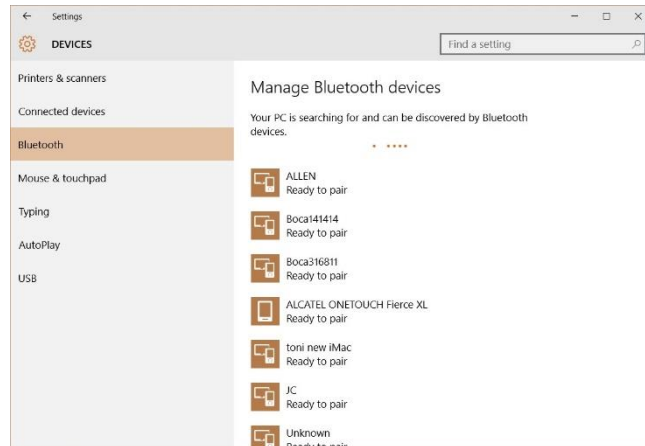 Settings
DEVICES
Find a setting
Printers & scanners
Connected devices
Bluetooth
Mouse & touchpad
Typing
AutoPlay
USB
Manage Bluetooth devices
Your PC is searching for and can be discovered by Bluetooth
devices.
ALLEN
Ready to pair
Boca141414
Ready to pair
Boca316811
Ready to pair
ALCATEL ONETOUCH Fierce XL
Ready to pair
toni new iMac
Ready to pair
JC
Ready to pair
Unknown
Ready to pair